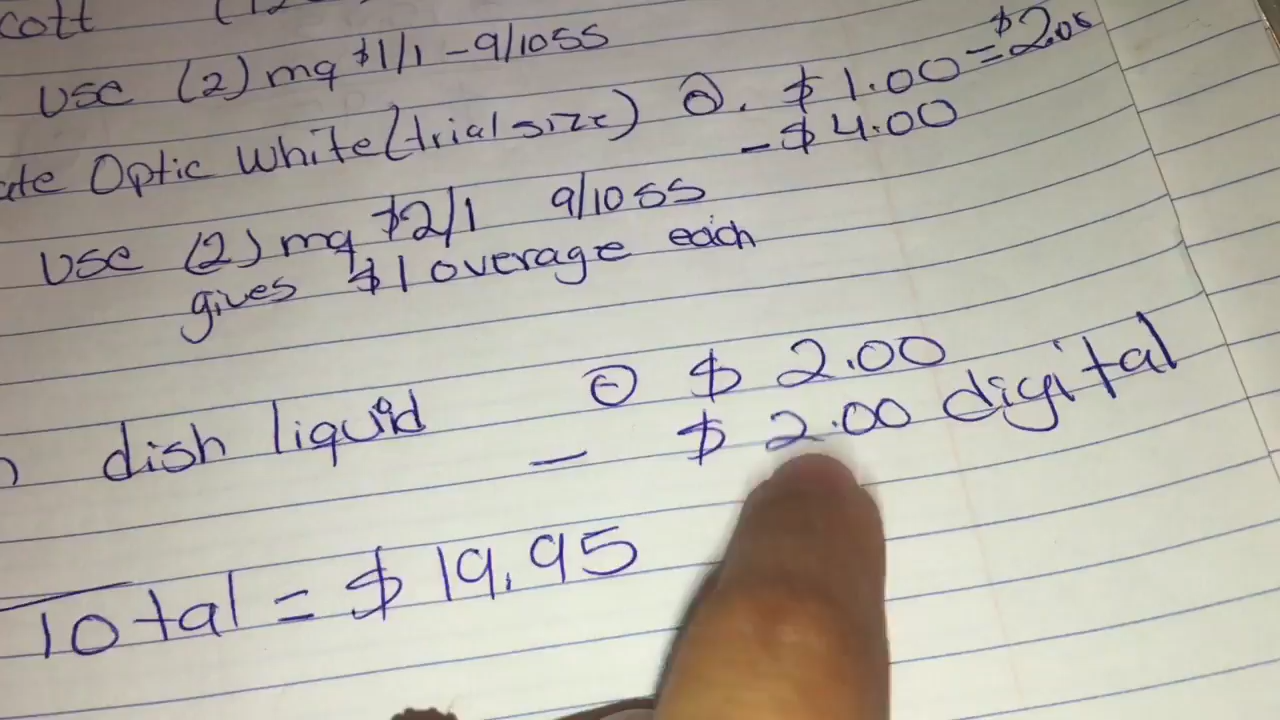 cott (12
USE (2) mq $1/1 - 9/10 SS
ate Optic White (trial size) @. $1.00 = $2.00
- $4.00
USE (2) mq $2/1 9/10 SS
gives $1 overage each
) dish liquid @ $2.00
- $2.00 digital
Total = $19.95